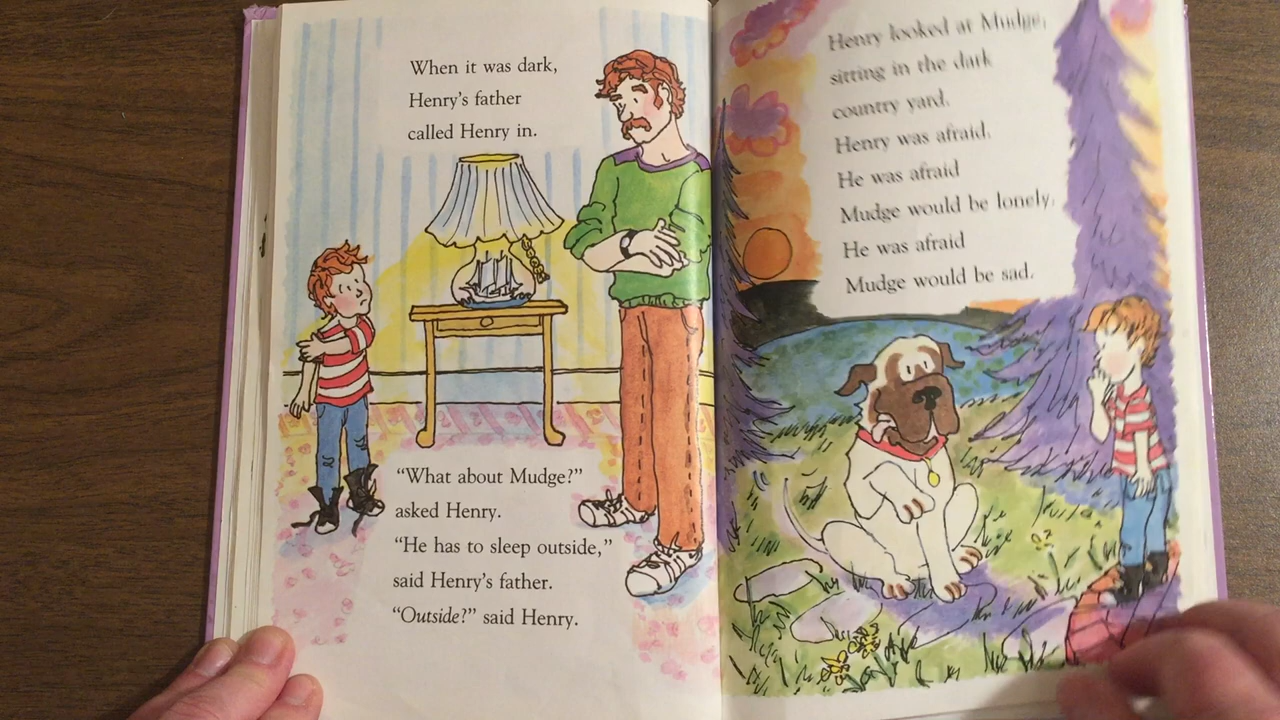 When it was dark,
Henry's father
called Henry in.
“What about Mudge?”
asked Henry.
“He has to sleep outside,”
said Henry's father.
“Outside?” said Henry.
Henry looked at Mudge,
sitting in the dark
country yard.
Henry was afraid.
He was afraid
Mudge would be lonely.
He was afraid
Mudge would be sad.